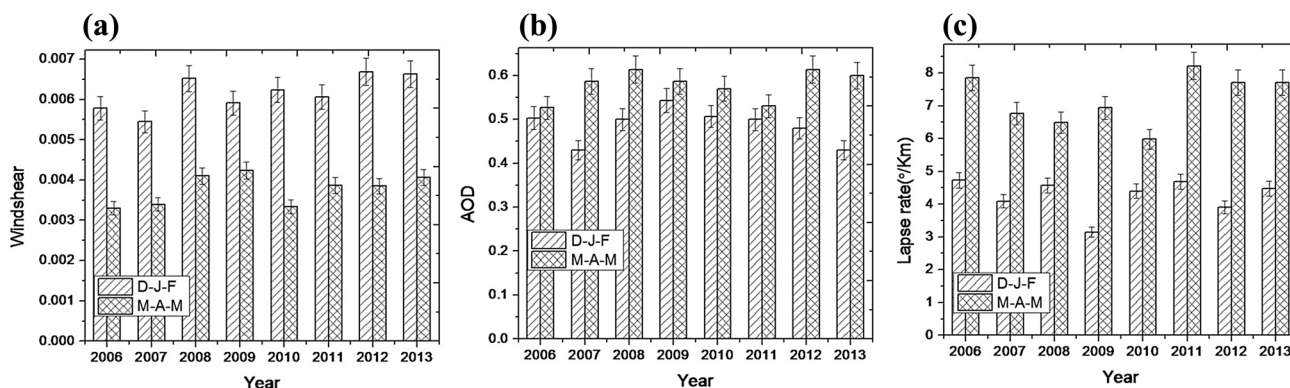 (a)
0.007
0.006
0.005
0.004
0.003
0.002
0.001
0.000
Windshear
D-J-F
M-A-M
2006 2007 2008 2009 2010 2011 2012 2013
Year
(b)
0.6
0.5
0.4
0.3
0.2
0.1
0.0
AOD
D-J-F
M-A-M
2006 2007 2008 2009 2010 2011 2012 2013
Year
(c)
8
7
6
5
4
3
2
1
0
Lapse rate(°/Km)
D-J-F
M-A-M
2006 2007 2008 2009 2010 2011 2012 2013
Year